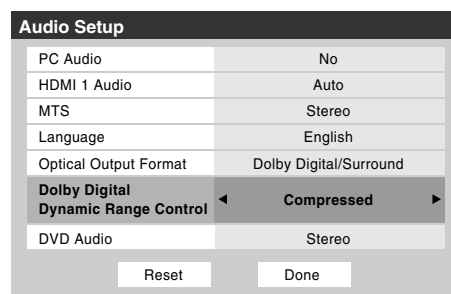 Audio Setup
PC Audio No
HDMI 1 Audio Auto
MTS Stereo
Language English
Optical Output Format Dolby Digital/Surround
Dolby Digital
Dynamic Range Control Compressed
DVD Audio Stereo
Reset Done